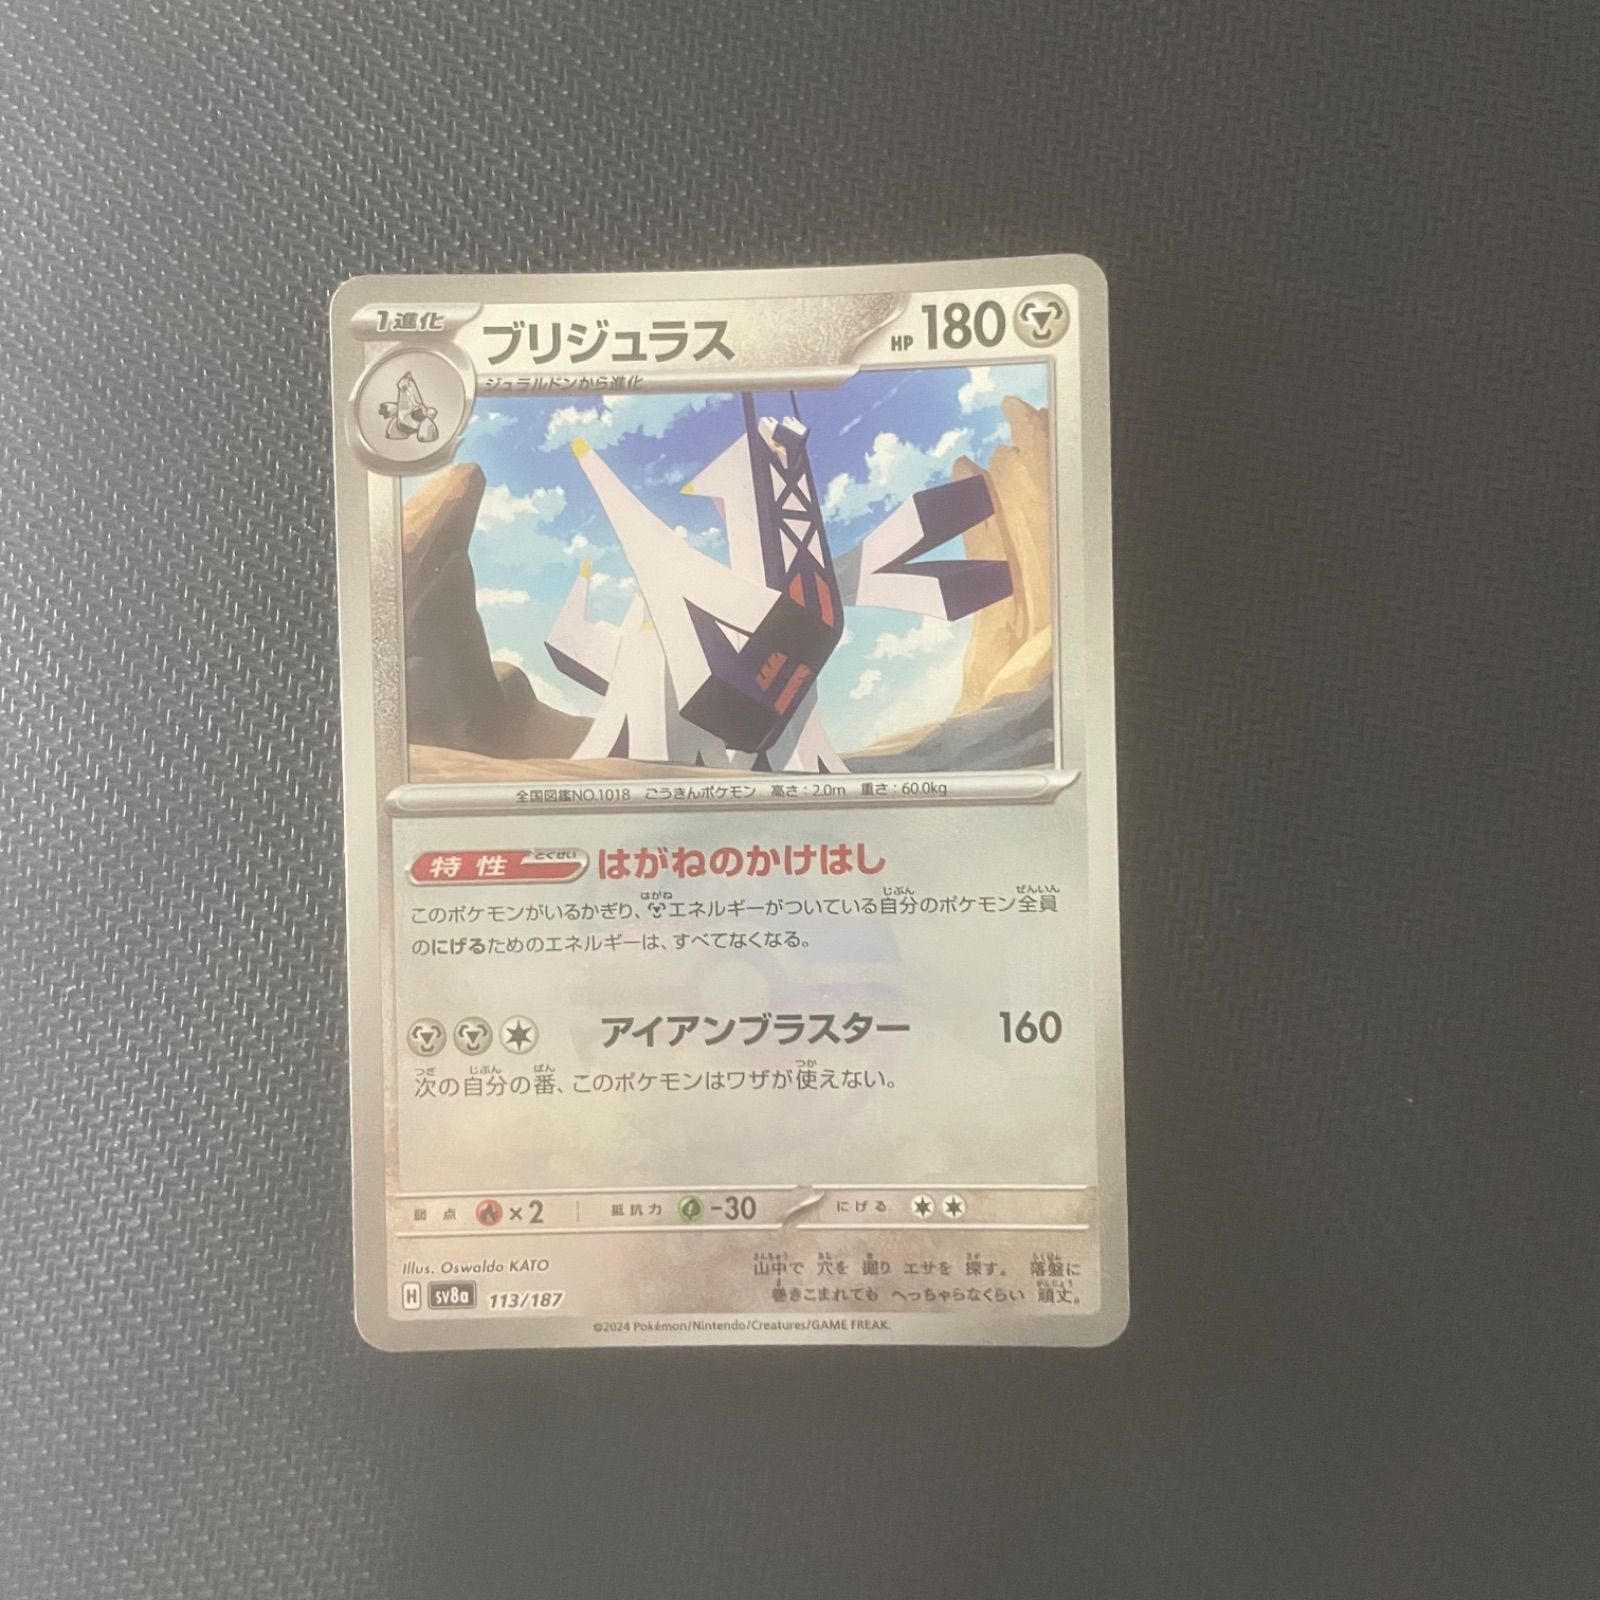 1進化
ブリジュラス
HP 180
ジュラルドンから進化
全国図鑑NO.1018 ごうきんポケモン 高さ：2.0m 重さ：60.0kg
特性 とくせい はがねのかけはし
このポケモンがいるかぎり、エネルギーがついている自分のポケモン全員
のにげるためのエネルギーは、すべてなくなる。
アイアンブラスター 160
次の自分の番、このポケモンはワザが使えない。
弱点 ×2 抵抗力 -30 にげる
Illus. Oswaldo KATO
山中で 穴を 掘り エサを 探す。 落盤に
巻きこまれても へっちゃらなくらい 頑丈。
H sv8a 113/187
©2024 Pokémon/Nintendo/Creatures/GAME FREAK.